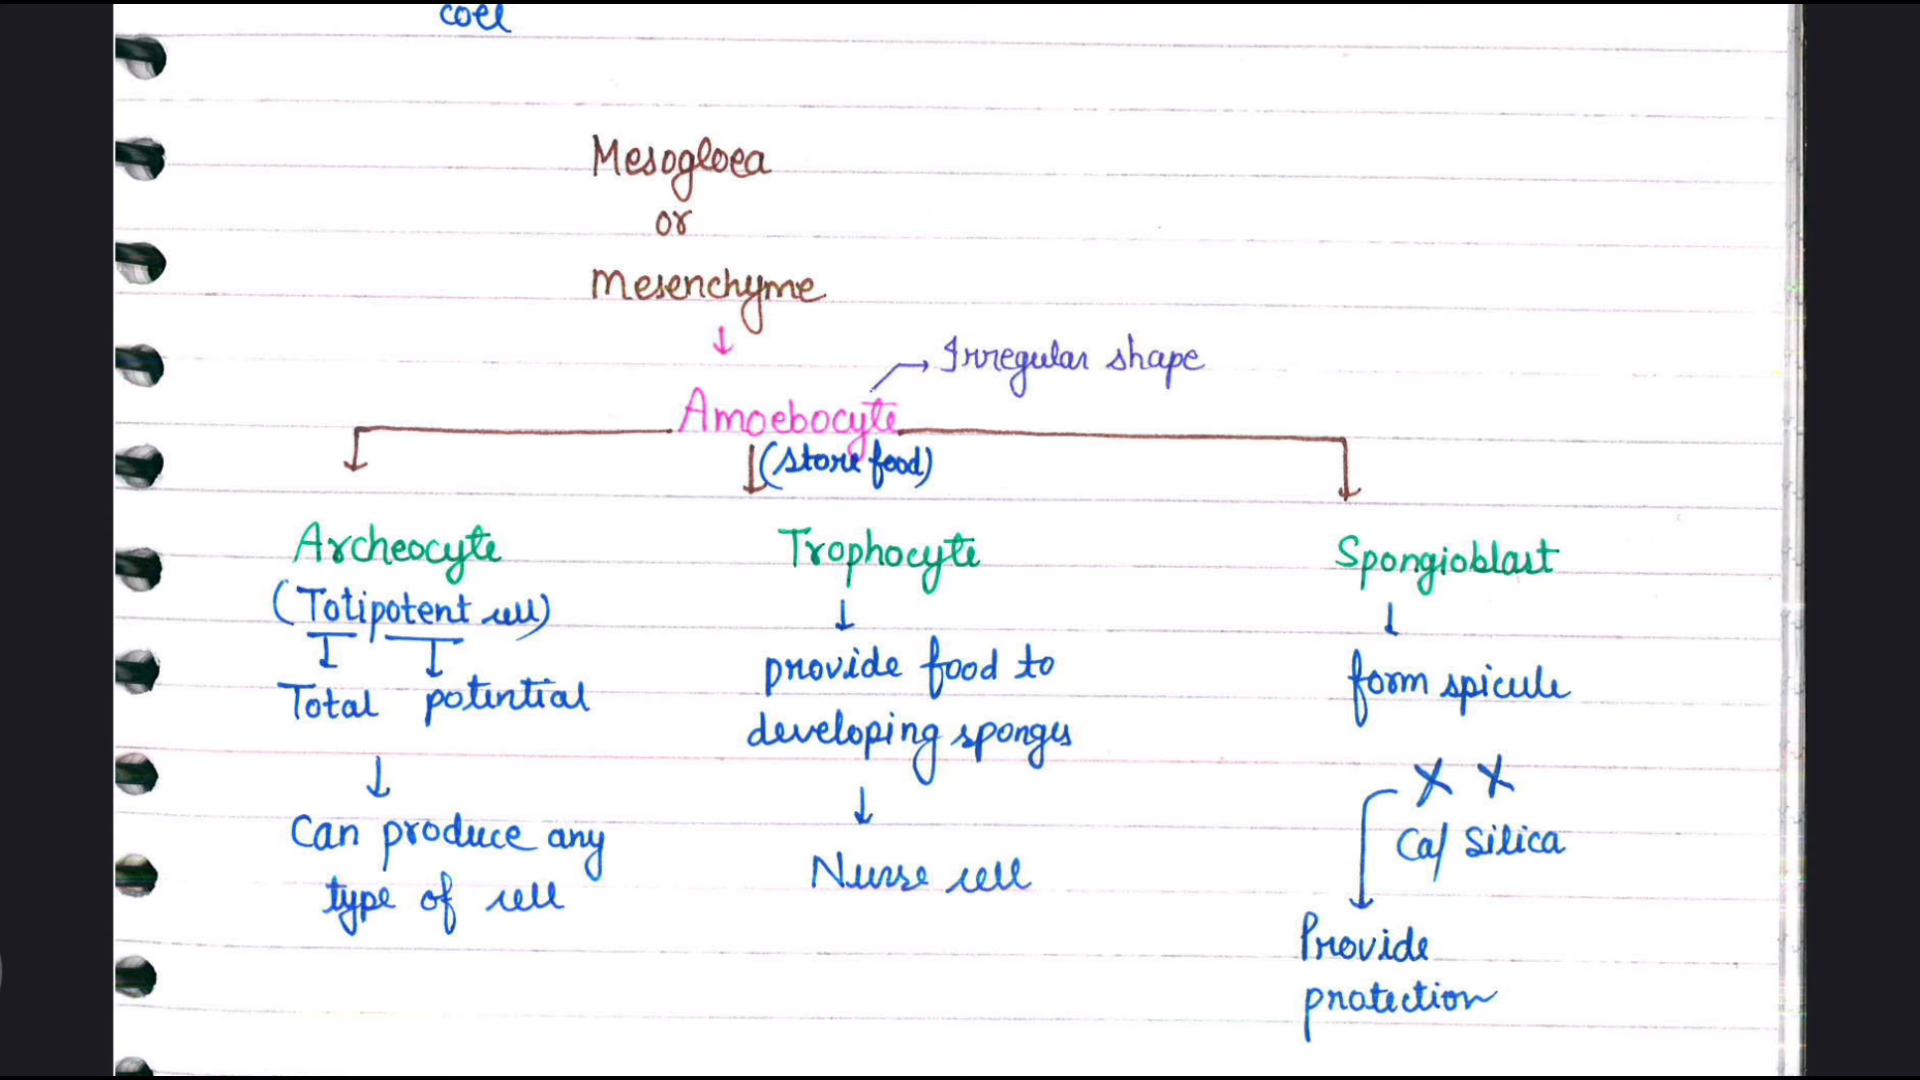 coel
Mesogloea
or
Mesenchyme
↓
→ Irregular shape
Amoebocyte
(store food)
Archeocyte Trophocyte Spongioblast
(Totipotent cell)
Total potential
↓
Can produce any
type of cell
↓
provide food to
developing sponges
↓
Nurse cell
↓
form spicule
X X
Ca/ Silica
Provide
protection